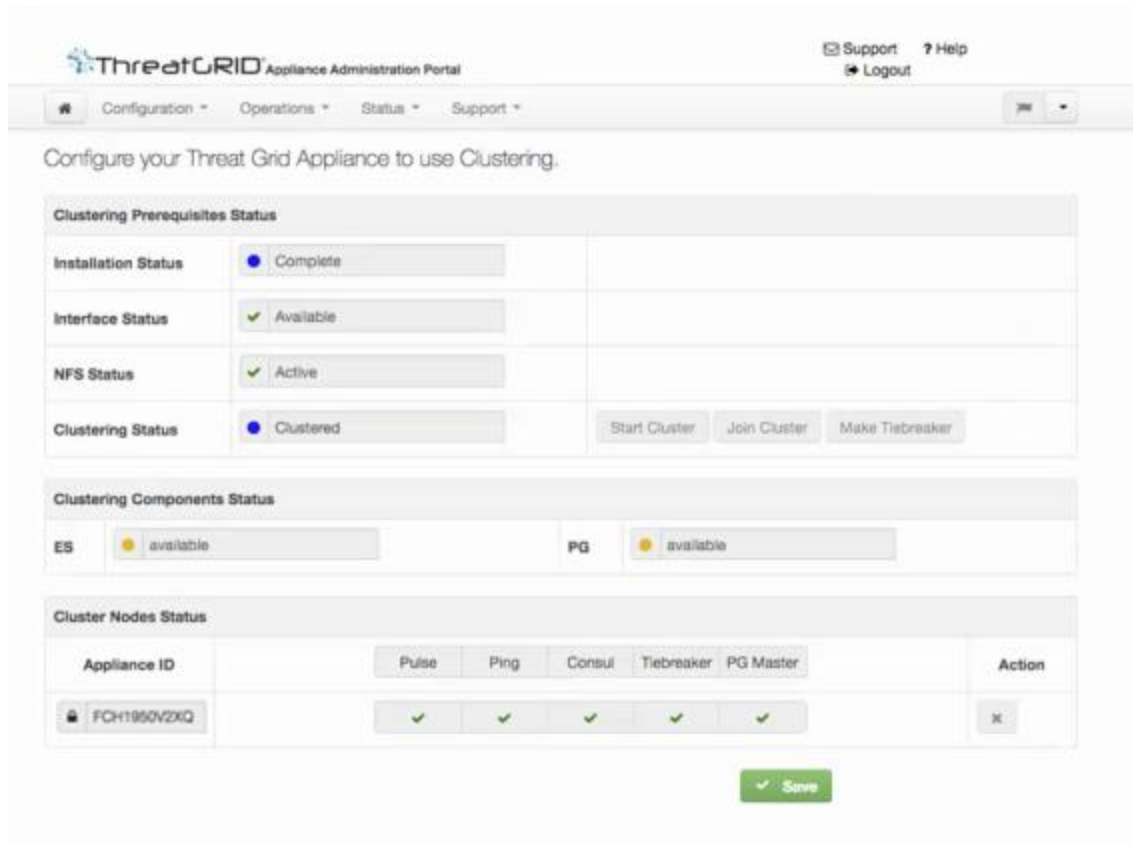 Support ? Help
ThreatGRID Appliance Administration Portal
Logout
Configuration Operations Status Support
Configure your Threat Grid Appliance to use Clustering.
Clustering Prerequisites Status
Installation Status Complete
Interface Status Available
NFS Status Active
Clustering Status Clustered Start Cluster Join Cluster Make Tiebreaker
Clustering Components Status
ES available PG available
Cluster Nodes Status
Appliance ID Pulse Ping Consul Tiebreaker PG Master Action
FCH1950V2XQ
Save